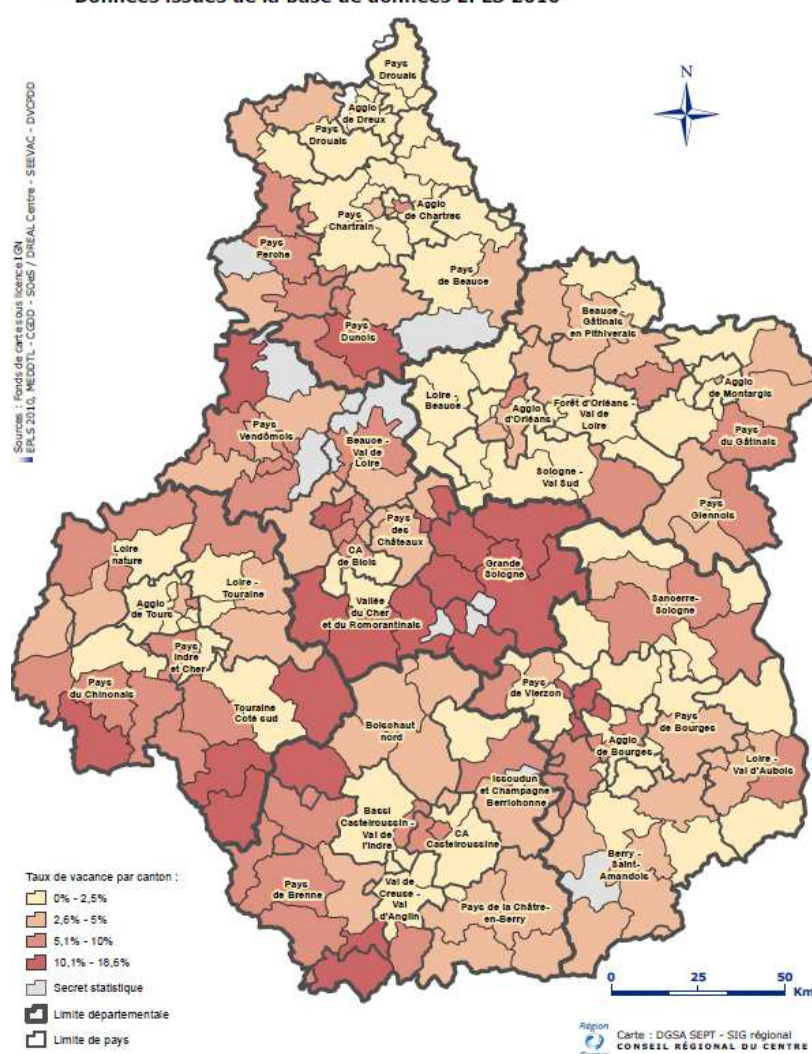 Données issues de la base de données EPLS 2010
Sources : Fonds de cartes sous licence IGN
EPLS 2010, MEDDTL - CGDD - SOeS / DREAL Centre - SEEVAC - DVCPDD
N
Pays
Drouais
Agglo
de Dreux
Pays
Drouais
Pays
Chartrain
Agglo
de Chartres
Pays
Perche
Pays
de Beauce
Pays
Dunois
Beauce -
Gâtinais
en Pithiverais
Loire -
Beauce
Agglo
d'Orléans
Forêt d'Orléans -
Val de
Loire
Agglo
de Montargis
Pays
du Gâtinais
Pays
Vendômois
Beauce -
Val de
Loire
Sologne -
Val Sud
Pays
Giennois
Pays
des
Châteaux
CA
de Blois
Grande
Sologne
Loire
nature
Loire -
Touraine
Agglo
de Tours
Vallée
du Cher
et du Romorantinais
Sancerre-
Sologne
Pays
Indre
et Cher
Pays
du Chinonais
Touraine
Coté sud
Pays
de Vierzon
Boischaut
nord
Agglo
de Bourges
Pays
de Bourges
Loire -
Val d'Aubois
Issoudun
et Champagne
Berrichonne
Bassi
Castelroussin -
Val de
l'Indre
CA
Castelroussine
Berry -
Saint-
Amandois
Pays
de Brenne
Val de
Creuse - Val
d'Anglin
Pays de la Châtre-
en-Berry
Taux de vacance par canton :
0% - 2,5%
2,6% - 5%
5,1% - 10%
10,1% - 18,6%
Secret statistique
Limite départementale
Limite de pays
0 25 50
Km
Région
Carte : DGSA SEPT - SIG régional
CONSEIL RÉGIONAL DU CENTRE